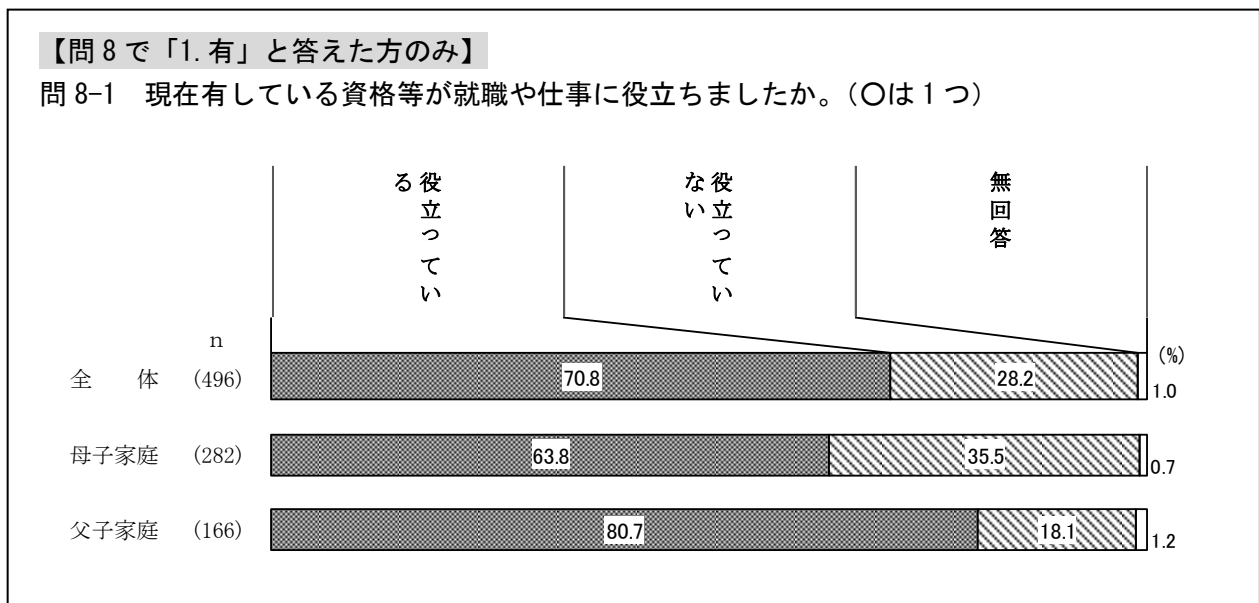 【問8で「1.有」と答えた方のみ】
問8-1　現在有している資格等が就職や仕事に役立ちましたか。（○は1つ）
役立っている
役立っていない
無回答
n
(%)
全　体　(496)　70.8　28.2　1.0
母子家庭　(282)　63.8　35.5　0.7
父子家庭　(166)　80.7　18.1　1.2